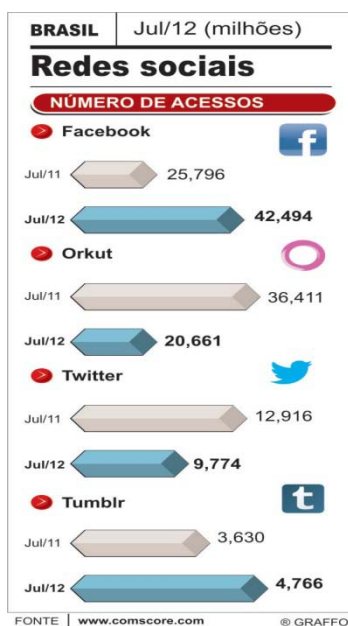 BRASIL Jul/12 (milhões)
Redes sociais
NÚMERO DE ACESSOS
Facebook
f
Jul/11 25,796
Jul/12 42,494
Orkut
Jul/11 36,411
Jul/12 20,661
Twitter
Jul/11 12,916
Jul/12 9,774
Tumblr
t
Jul/11 3,630
Jul/12 4,766
FONTE www.comscore.com ® GRAFFO